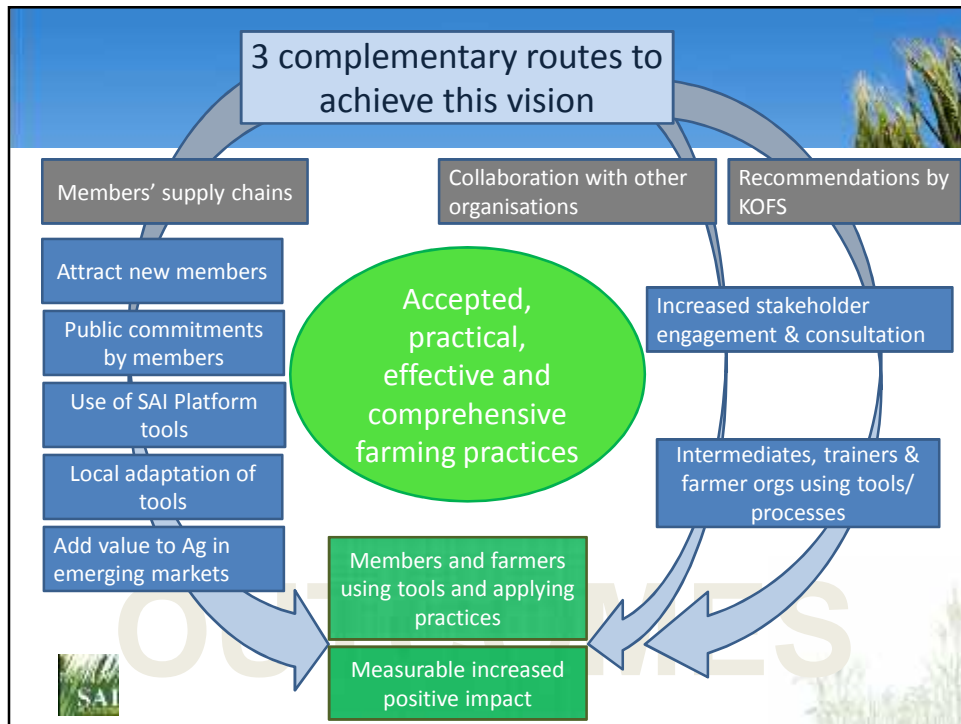 3 complementary routes to
achieve this vision
Members' supply chains
Collaboration with other
organisations
Recommendations by
KOFS
Attract new members
Public commitments
by members
Use of SAI Platform
tools
Local adaptation of
tools
Add value to Ag in
emerging markets
Accepted,
practical,
effective and
comprehensive
farming practices
Increased stakeholder
engagement & consultation
Intermediates, trainers &
farmer orgs using tools/
processes
Members and farmers
using tools and applying
practices
Measurable increased
positive impact
OUTCOMES
SAI